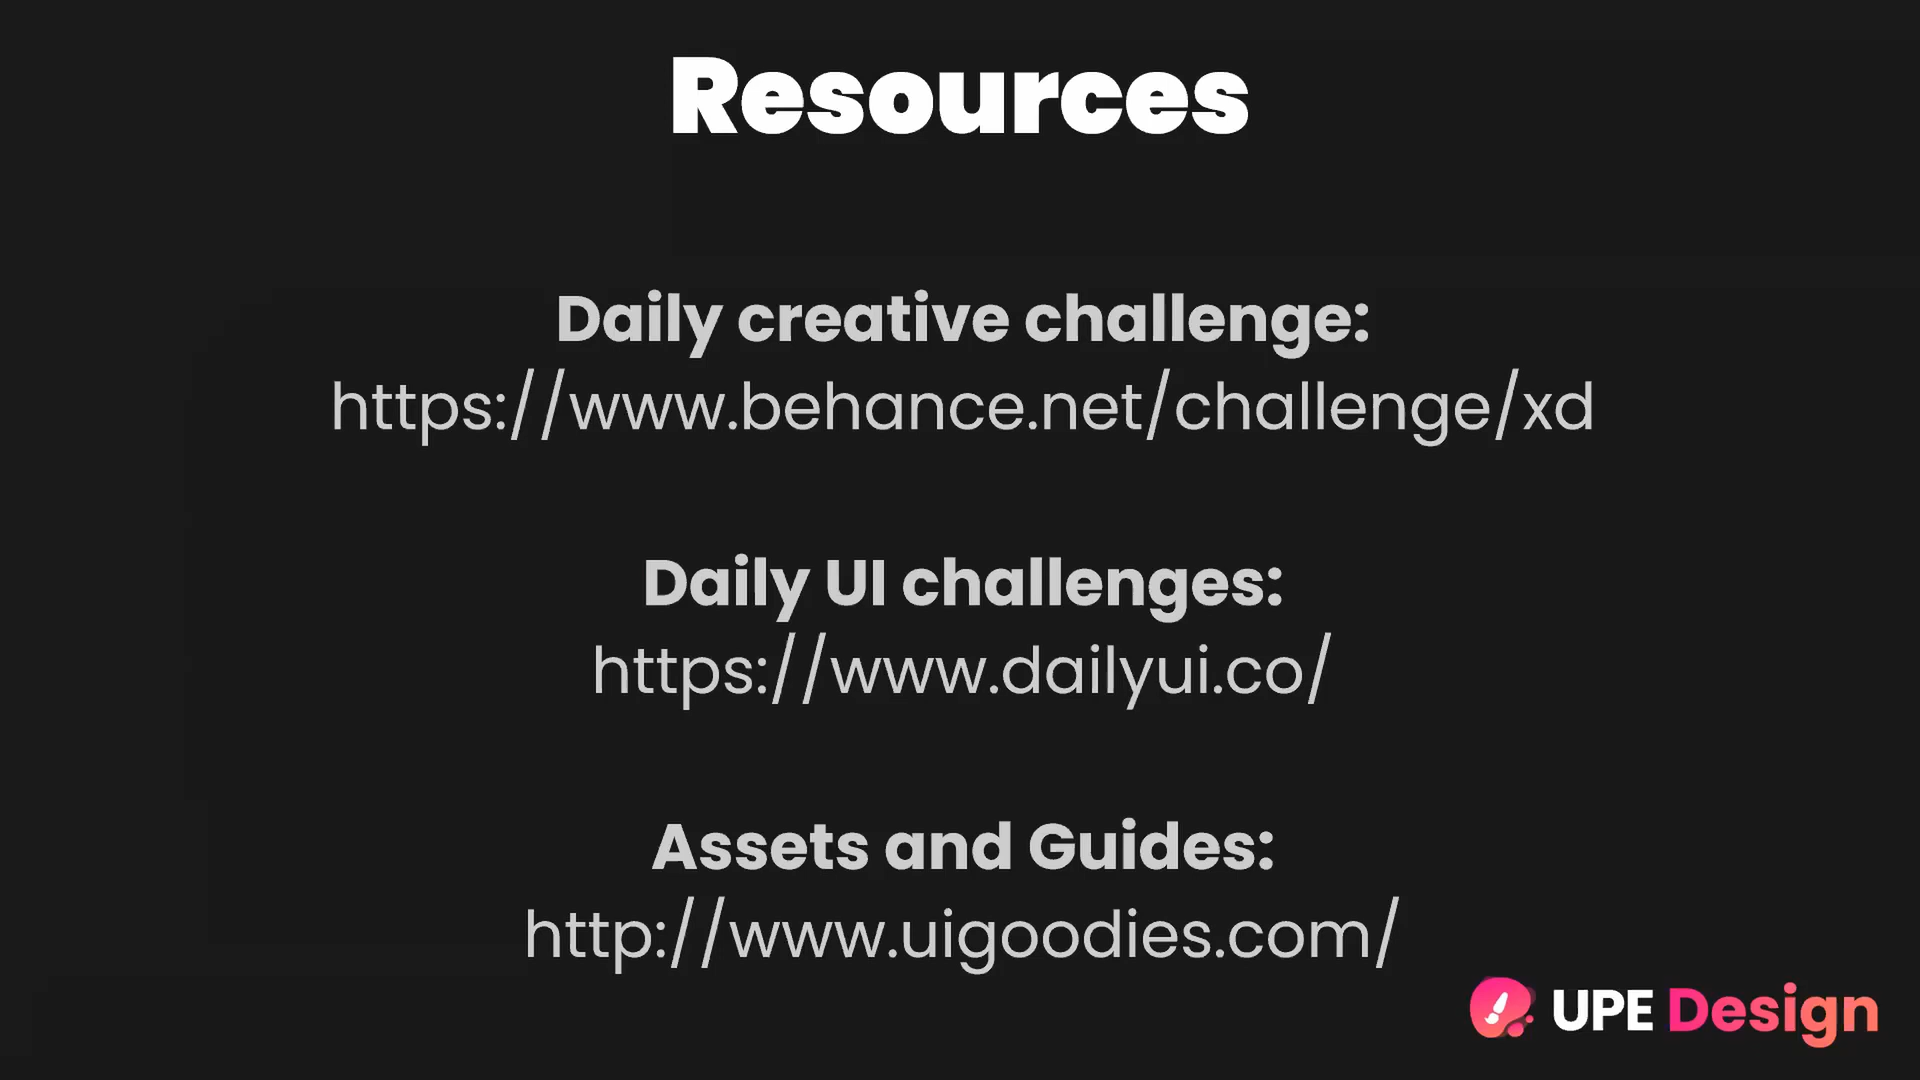 Resources
Daily creative challenge:
https://www.behance.net/challenge/xd
Daily UI challenges:
https://www.dailyui.co/
Assets and Guides:
http://www.uigoodies.com/
UPE Design